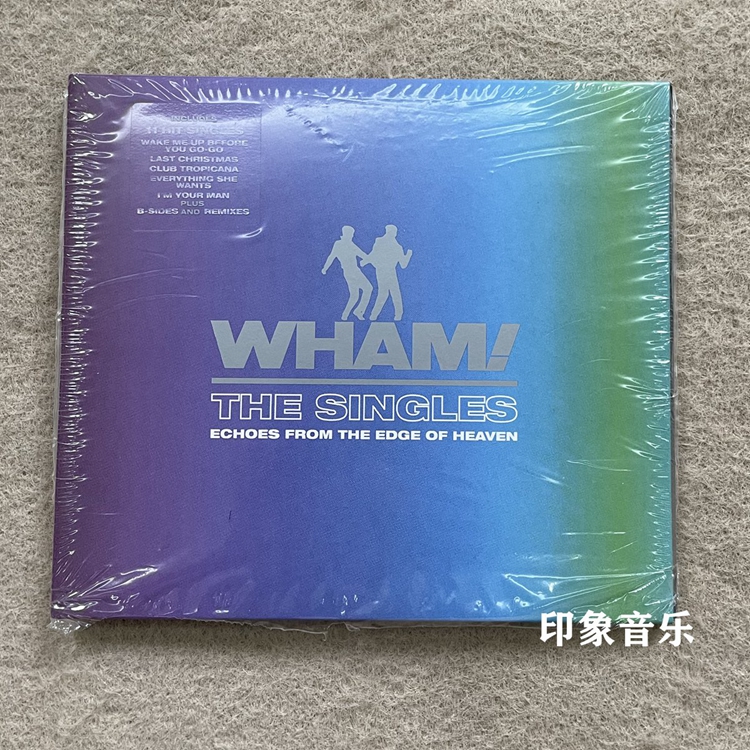 INCLUDES
11 HIT SINGLES
WAKE ME UP BEFORE
YOU GO-GO
LAST CHRISTMAS
CLUB TROPICANA
EVERYTHING SHE
WANTS
I'M YOUR MAN
PLUS
B-SIDES AND REMIXES
WHAM!
THE SINGLES
ECHOES FROM THE EDGE OF HEAVEN
印象音乐